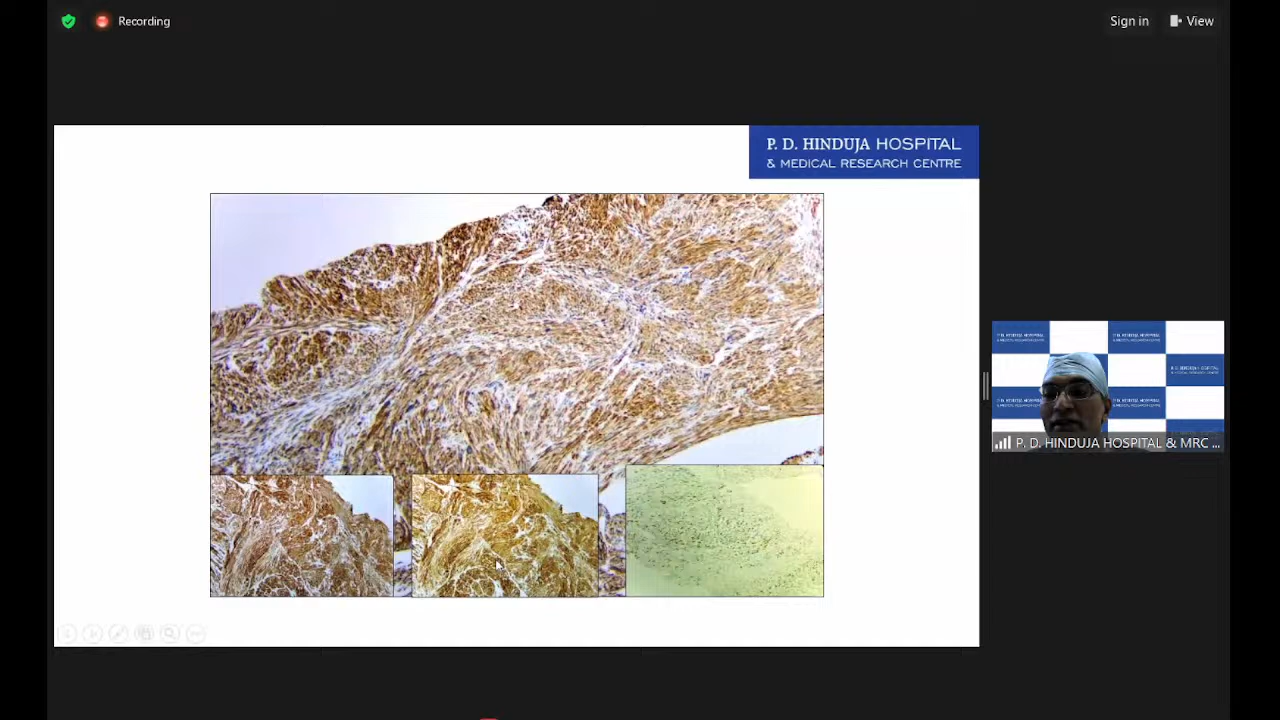 Recording
Sign in
View
P. D. HINDUJA HOSPITAL
& MEDICAL RESEARCH CENTRE
P. D. HINDUJA HOSPITAL & MRC ...